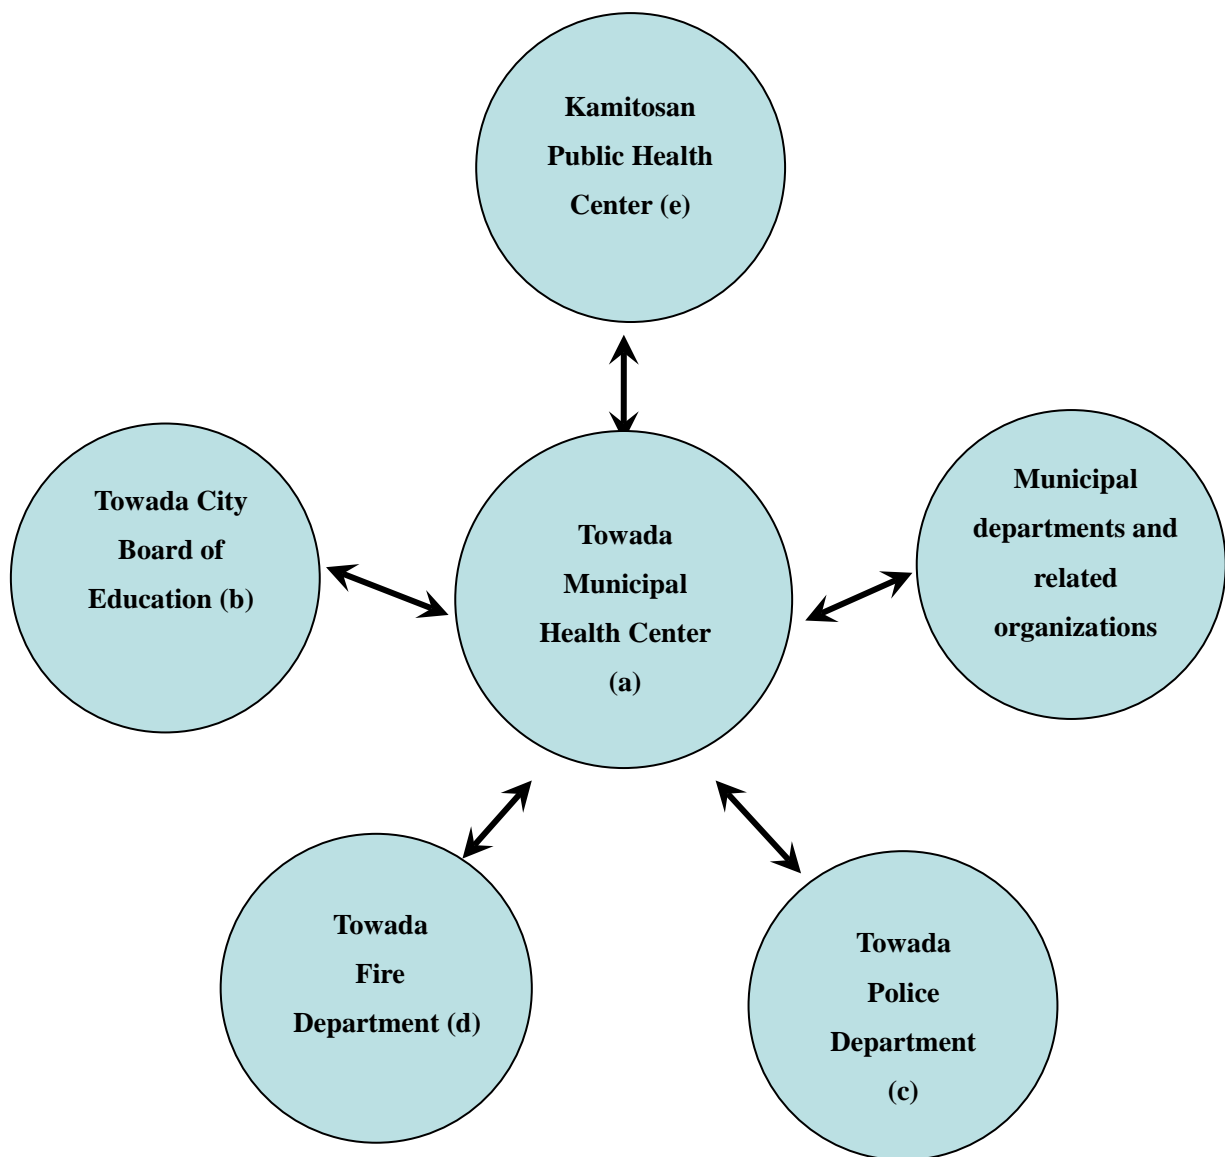 Kamitosan
Public Health
Center (e)
Towada City
Board of
Education (b)
Towada
Municipal
Health Center
(a)
Municipal
departments and
related
organizations
Towada
Fire
Department (d)
Towada
Police
Department
(c)